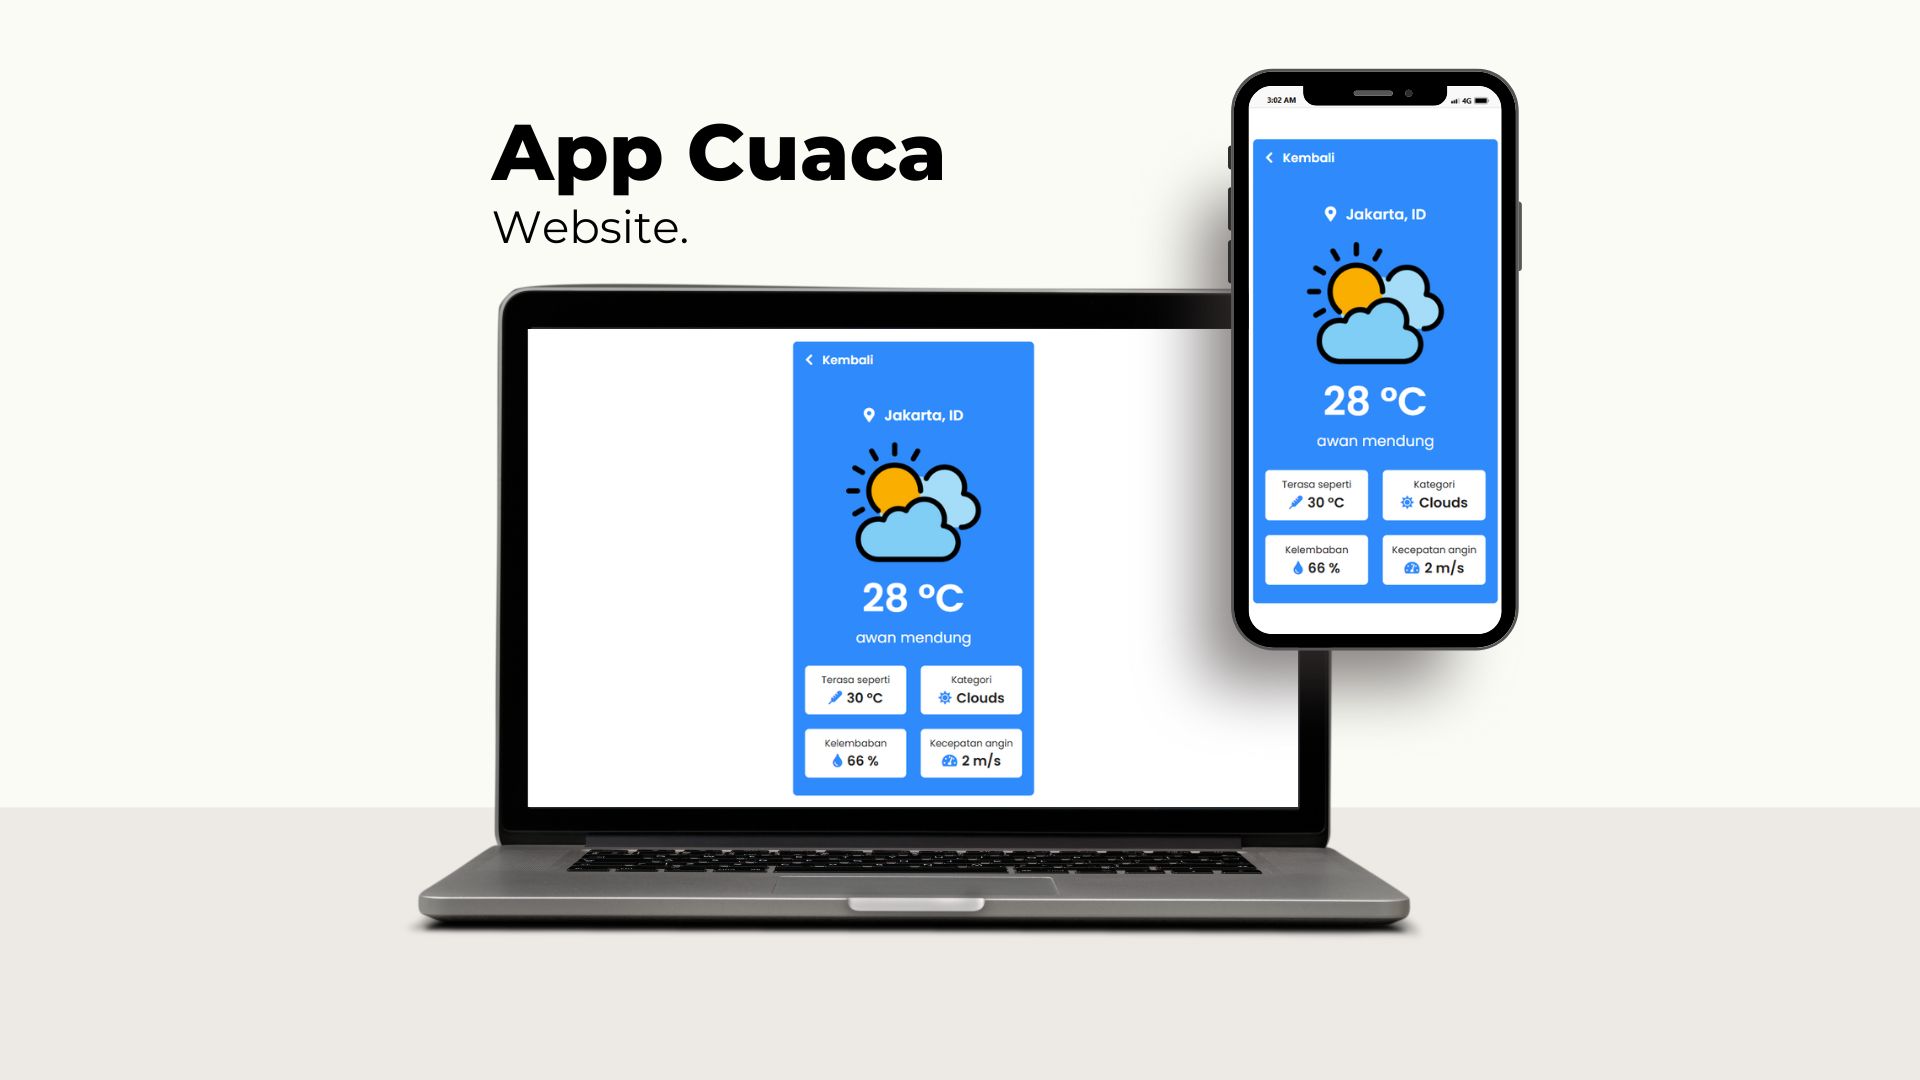 App Cuaca
Website.
Kembali
Jakarta, ID
28 °C
awan mendung
Terasa seperti
30 °C
Kategori
Clouds
Kelembaban
66 %
Kecepatan angin
2 m/s
3:02 AM
4G
Kembali
Jakarta, ID
28 °C
awan mendung
Terasa seperti
30 °C
Kategori
Clouds
Kelembaban
66 %
Kecepatan angin
2 m/s